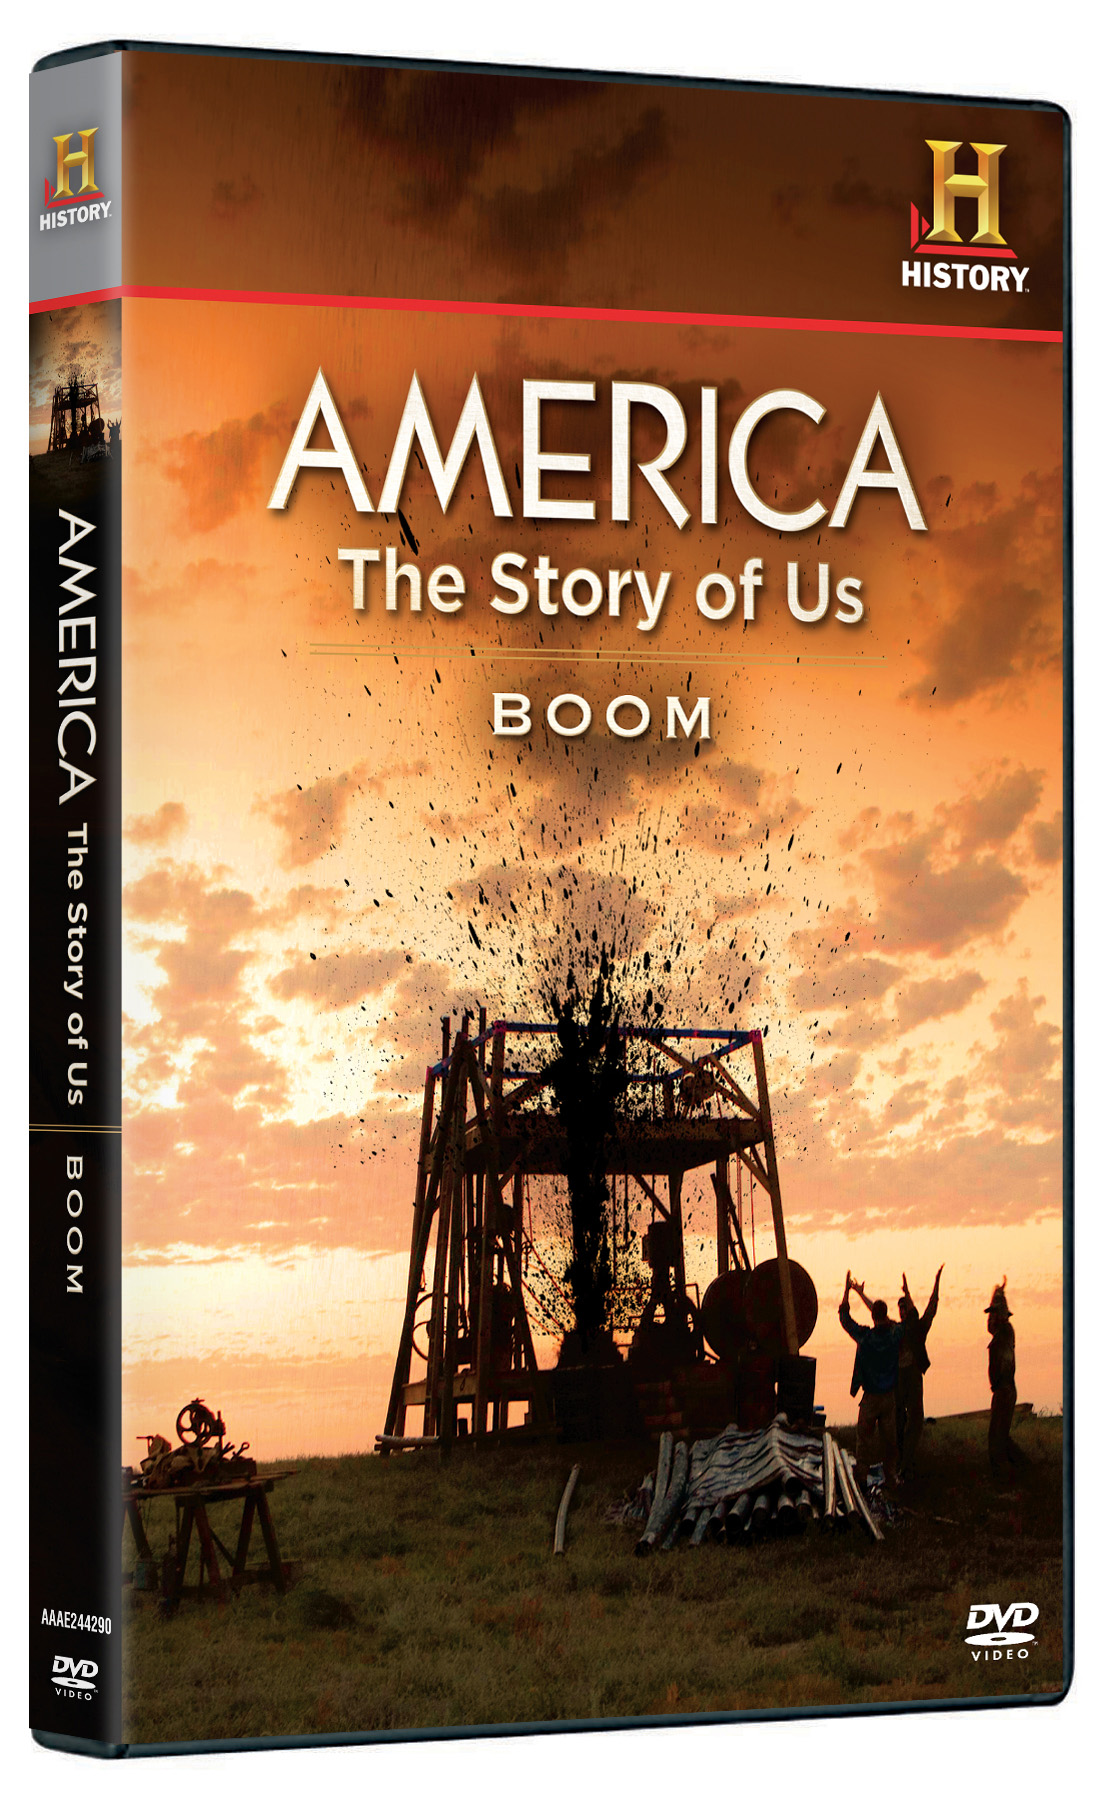 H
HISTORY
AMERICA The Story of Us BOOM
AAAE244290
DVD
VIDEO
H
HISTORY
AMERICA
The Story of Us
BOOM
DVD
VIDEO